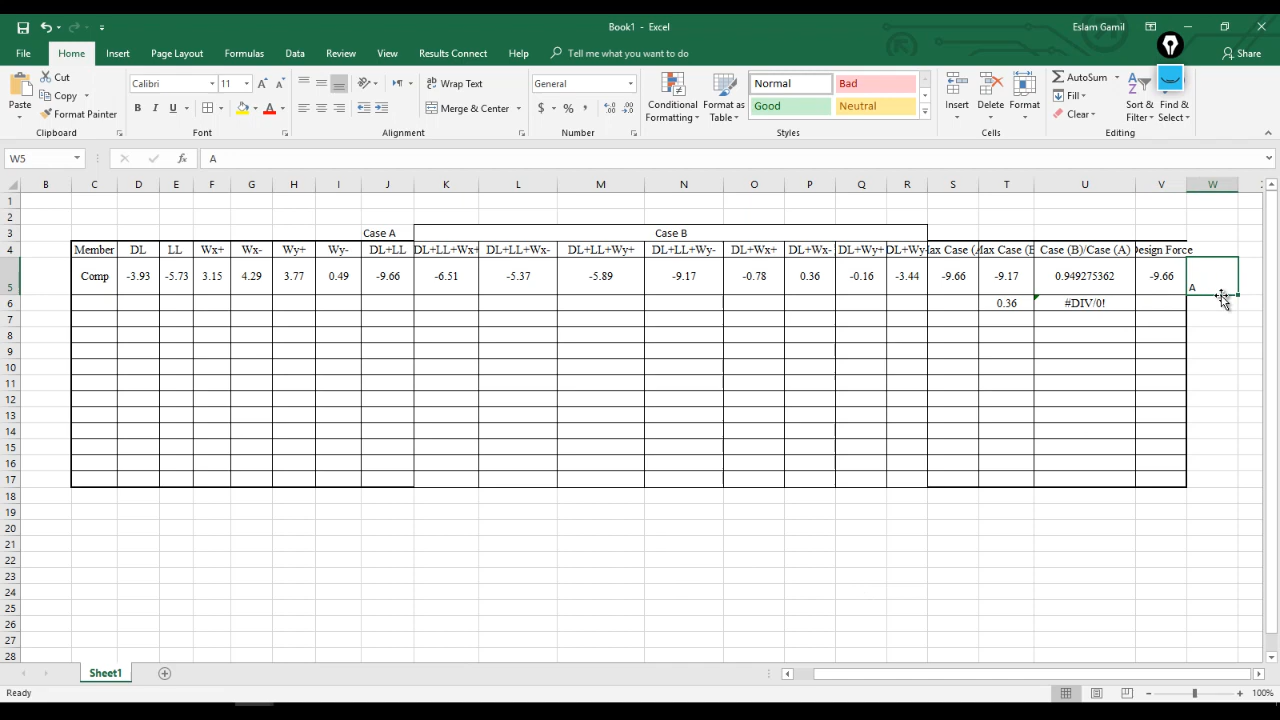 Book1 - Excel
Eslam Gamil
File Home Insert Page Layout Formulas Data Review View Results Connect Help Tell me what you want to do Share
Paste Cut Copy Format Painter Clipboard
Calibri 11 A A B I U A Font
ab Wrap Merge & Center Alignment
General $ % , Number
Conditional Formatting Format as Table Normal Bad Good Neutral Styles
Insert Delete Format Cells
AutoSum Fill Clear Sort & Filter Find & Select Editing
W5 fx A
B C D E F G H I J K L M N O P Q R S T U V W
1
2
3 Case A Case B
4 Member DL LL Wx+ Wx- Wy+ Wy- DL+LL DL+LL+Wx+ DL+LL+Wx- DL+LL+Wy+ DL+LL+Wy- DL+Wx+ DL+Wx- DL+Wy+ DL+Wy- Max Case (A Max Case (B Case (B)/Case (A) Design Force
5 Comp -3.93 -5.73 3.15 4.29 3.77 0.49 -9.66 -6.51 -5.37 -5.89 -9.17 -0.78 0.36 -0.16 -3.44 -9.66 -9.17 0.949275362 -9.66 A
6 0.36 #DIV/0!
7
8
9
10
11
12
13
14
15
16
17
18
19
20
21
22
23
24
25
26
27
28
Sheet1
Ready 100%